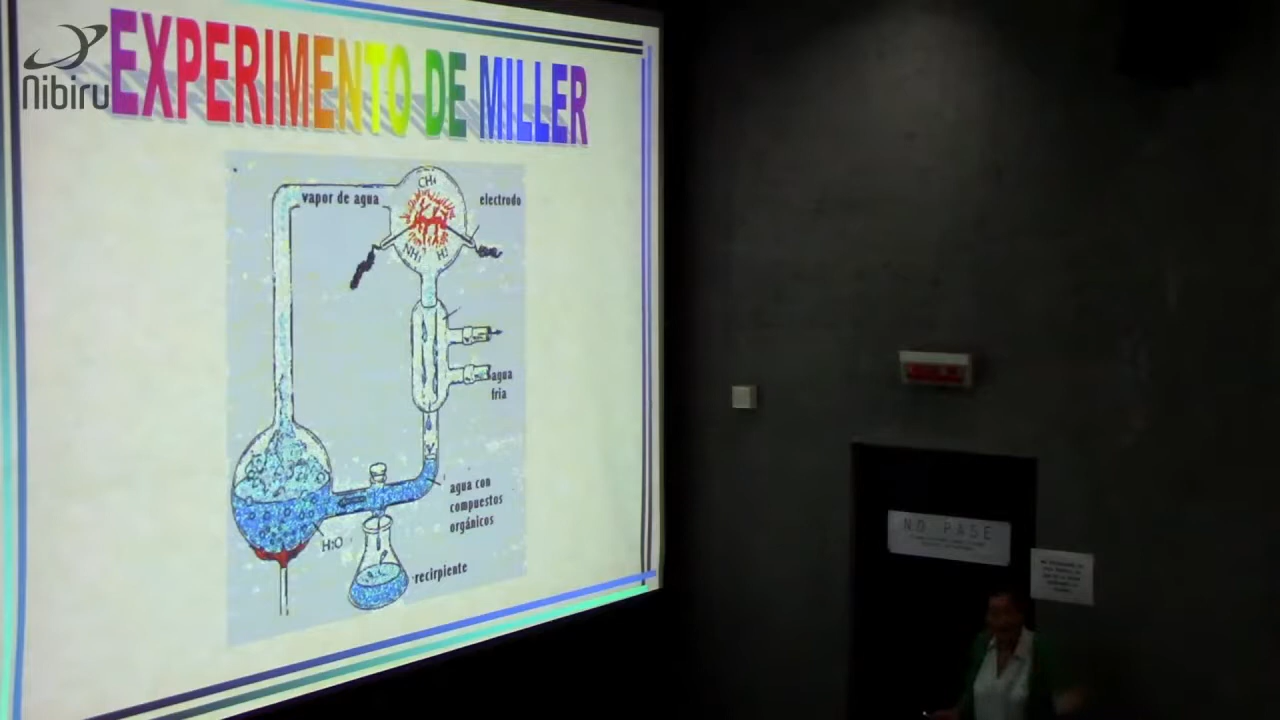 nibiru
EXPERIMENTO DE MILLER
CH4
vapor de agua
electrodo
NH3
H2
agua
fria
agua con
compuestos
orgánicos
H2O
recirpiente
NO PASE